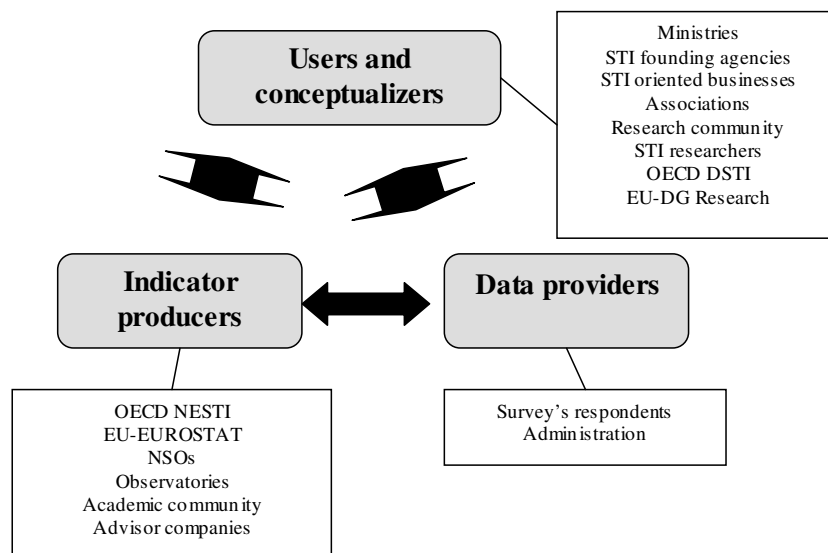 Users and
conceptualizers
Ministries
STI founding agencies
STI oriented businesses
Associations
Research community
STI researchers
OECD DSTI
EU-DG Research
Indicator
producers
Data providers
OECD NESTI
EU-EUROSTAT
NSOs
Observatories
Academic community
Advisor companies
Survey’s respondents
Administration